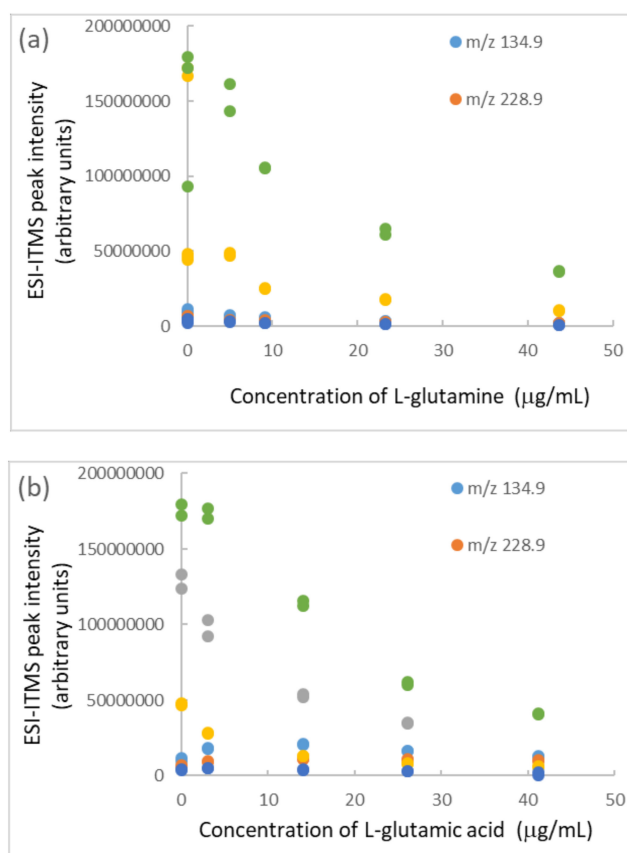 (a)
200000000
150000000
100000000
50000000
0
ESI-ITMS peak intensity
(arbitrary units)
m/z 134.9
m/z 228.9
0 10 20 30 40 50
Concentration of L-glutamine (μg/mL)
(b)
200000000
150000000
100000000
50000000
0
ESI-ITMS peak intensity
(arbitrary units)
m/z 134.9
m/z 228.9
0 10 20 30 40 50
Concentration of L-glutamic acid (μg/mL)